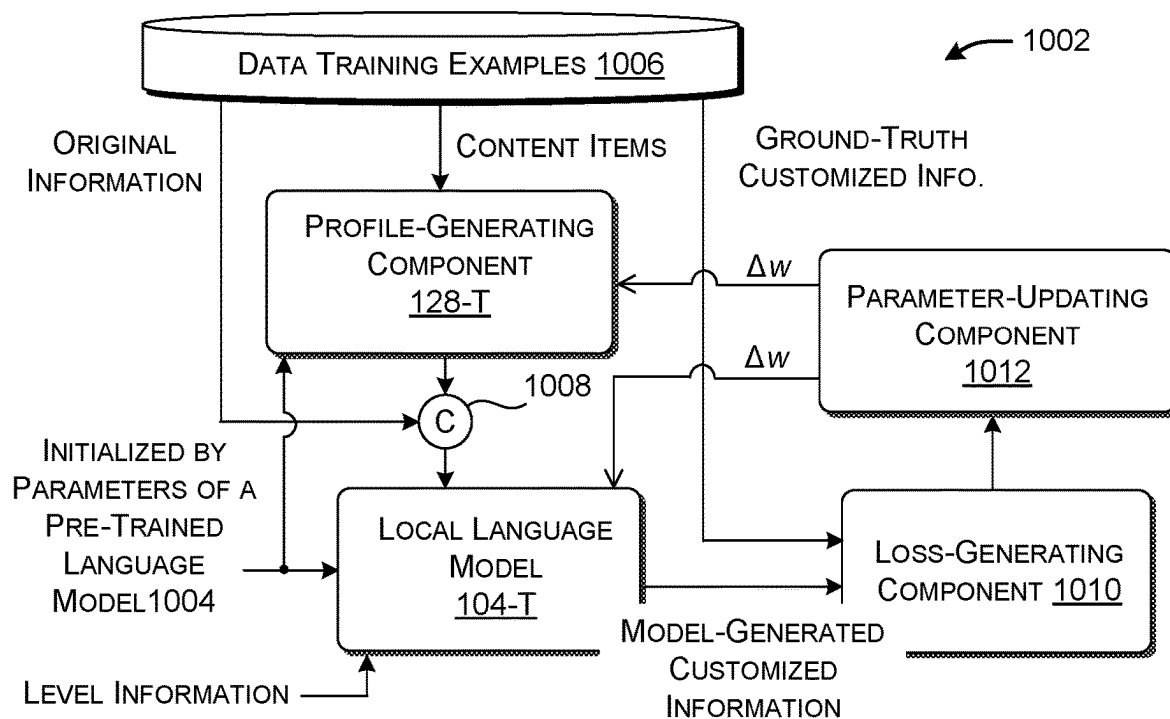 DATA TRAINING EXAMPLES 1006
1002
ORIGINAL
INFORMATION
CONTENT ITEMS
GROUND-TRUTH
CUSTOMIZED INFO.
PROFILE-GENERATING
COMPONENT
128-T
Δw
Δw
PARAMETER-UPDATING
COMPONENT
1012
C
1008
INITIALIZED BY
PARAMETERS OF A
PRE-TRAINED
LANGUAGE
MODEL1004
LOCAL LANGUAGE
MODEL
104-T
LOSS-GENERATING
COMPONENT 1010
MODEL-GENERATED
CUSTOMIZED
INFORMATION
LEVEL INFORMATION